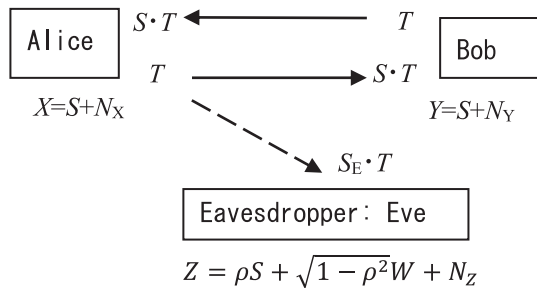 S·T T
Alice Bob
T S·T
X=S+N_X Y=S+N_Y
S_E·T
Eavesdropper: Eve
Z = ρS + √(1 − ρ²)W + N_Z